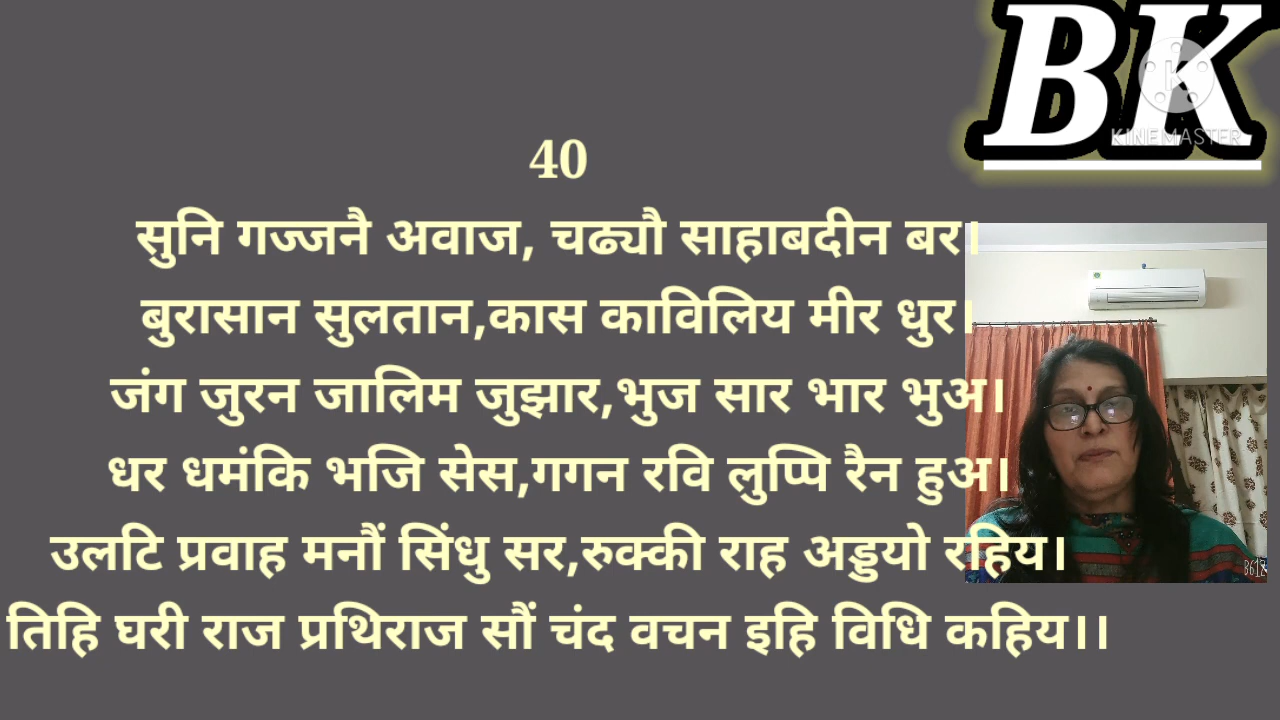 BK
KINEMASTER
40
सुनि गज्जनै अवाज, चढ्यौ साहाबदीन बर।
बुरासान सुलतान,कास काविलिय मीर धुर।
जंग जुरन जालिम जुझार,भुज सार भार भुअ।
धर धमंकि भजि सेस,गगन रवि लुप्पि रैन हुअ।
उलटि प्रवाह मनौं सिंधु सर,रुक्की राह अड्डयो रहिय।
तिहि घरी राज प्रथिराज सौं चंद वचन इहि विधि कहिय।।
B612